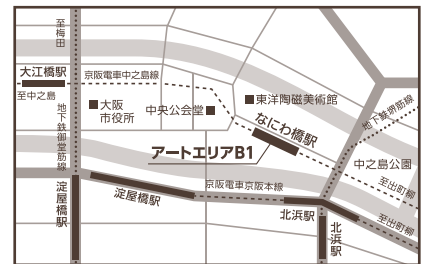 至梅田
大江橋駅
京阪電車中之島線
至中之島
地下鉄御堂筋線
大阪
市役所
中央公会堂
東洋陶磁美術館
なにわ橋駅
地下鉄堺筋線
アートエリアB1
中之島公園
至出町柳
淀屋橋駅
淀屋橋駅
京阪電車京阪本線
北浜駅
北浜駅
至出町柳